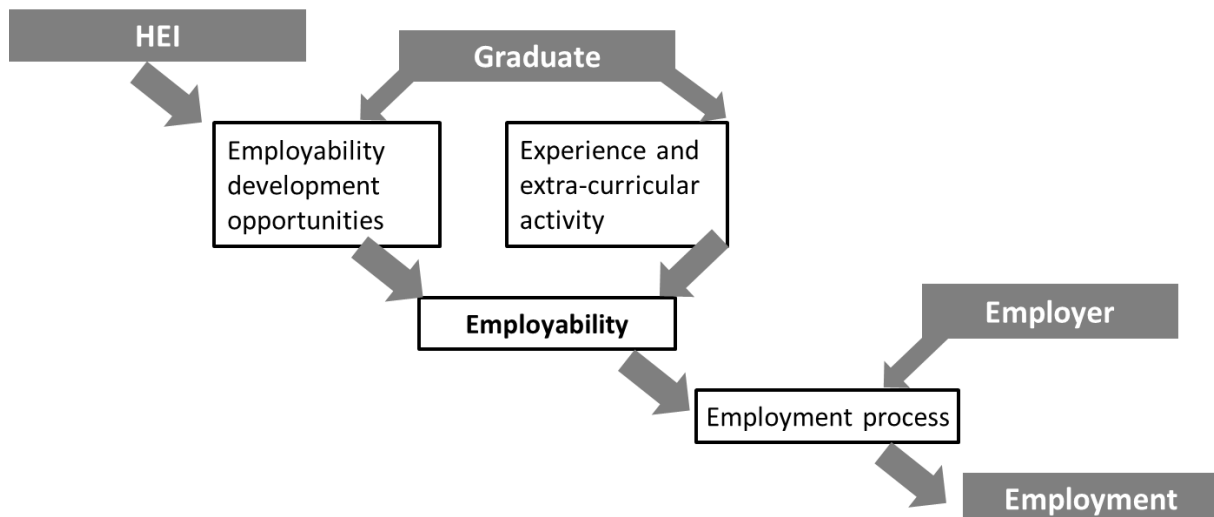 HEI
Graduate
Employability
development
opportunities
Experience and
extra-curricular
activity
Employability
Employer
Employment process
Employment